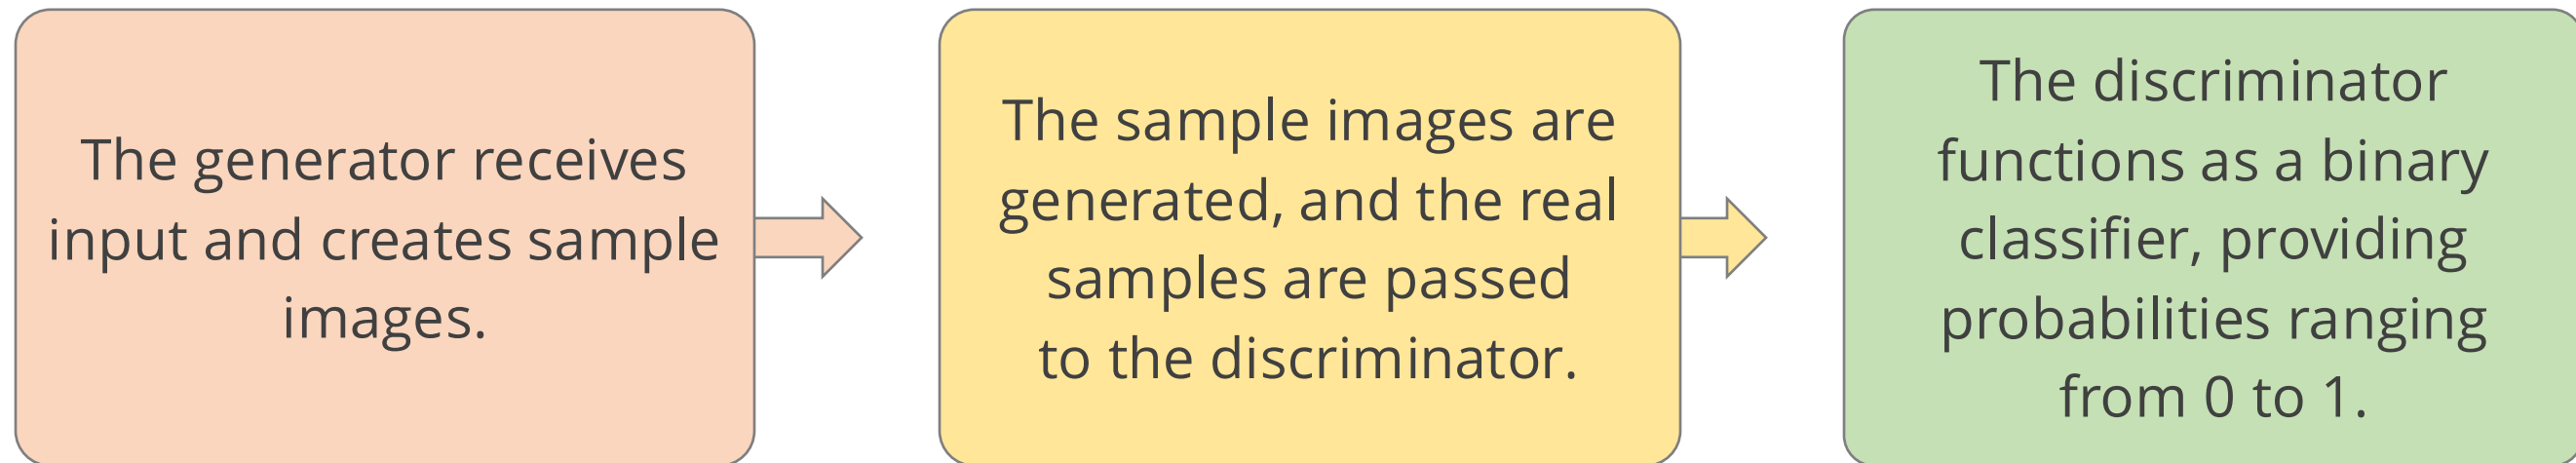 The generator receives
input and creates sample
images.
The sample images are
generated, and the real
samples are passed
to the discriminator.
The discriminator
functions as a binary
classifier, providing
probabilities ranging
from 0 to 1.